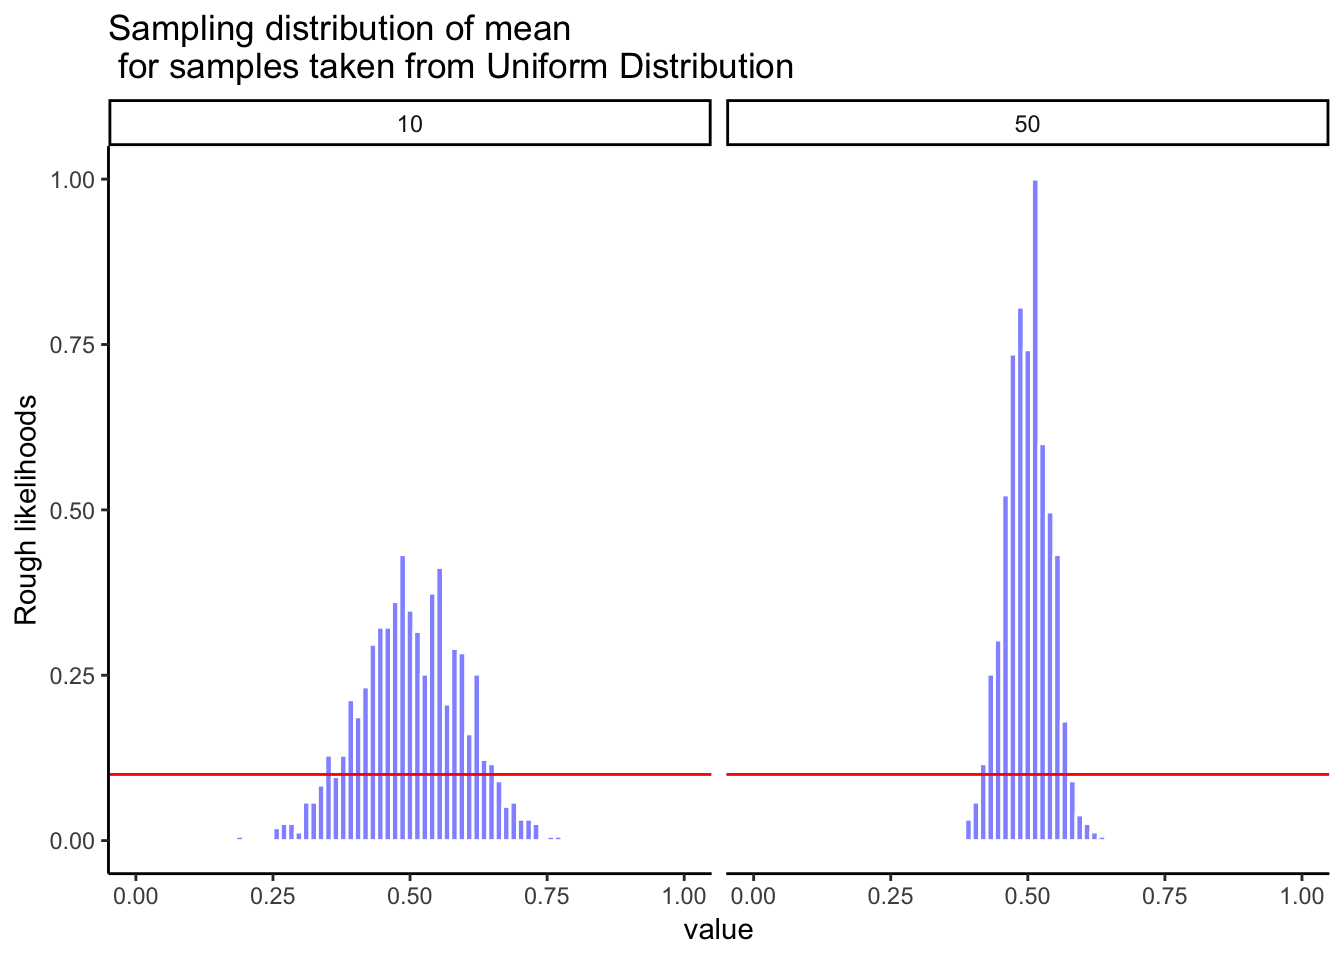 Sampling distribution of mean
for samples taken from Uniform Distribution
10
50
Rough likelihoods
1.00
0.75
0.50
0.25
0.00
0.00 0.25 0.50 0.75 1.00
0.00 0.25 0.50 0.75 1.00
value